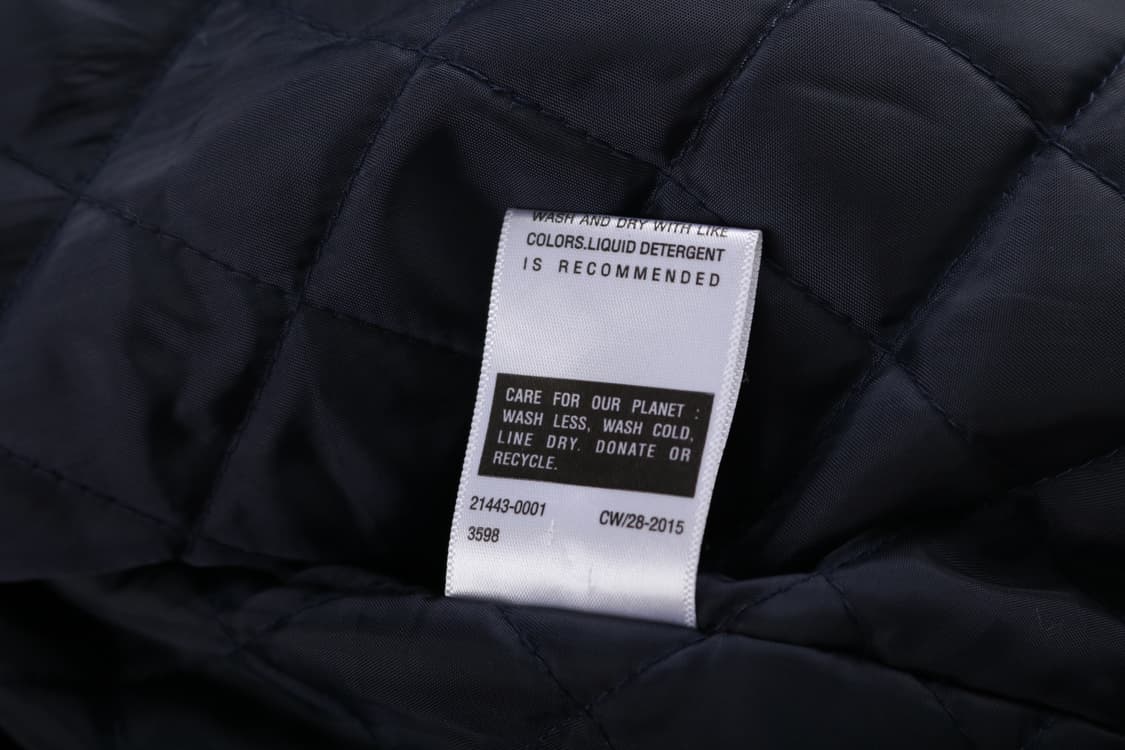 WASH AND DRY WITH LIKE
COLORS.LIQUID DETERGENT
IS RECOMMENDED
CARE FOR OUR PLANET :
WASH LESS, WASH COLD,
LINE DRY. DONATE OR
RECYCLE.
21443-0001 CW/28-2015
3598